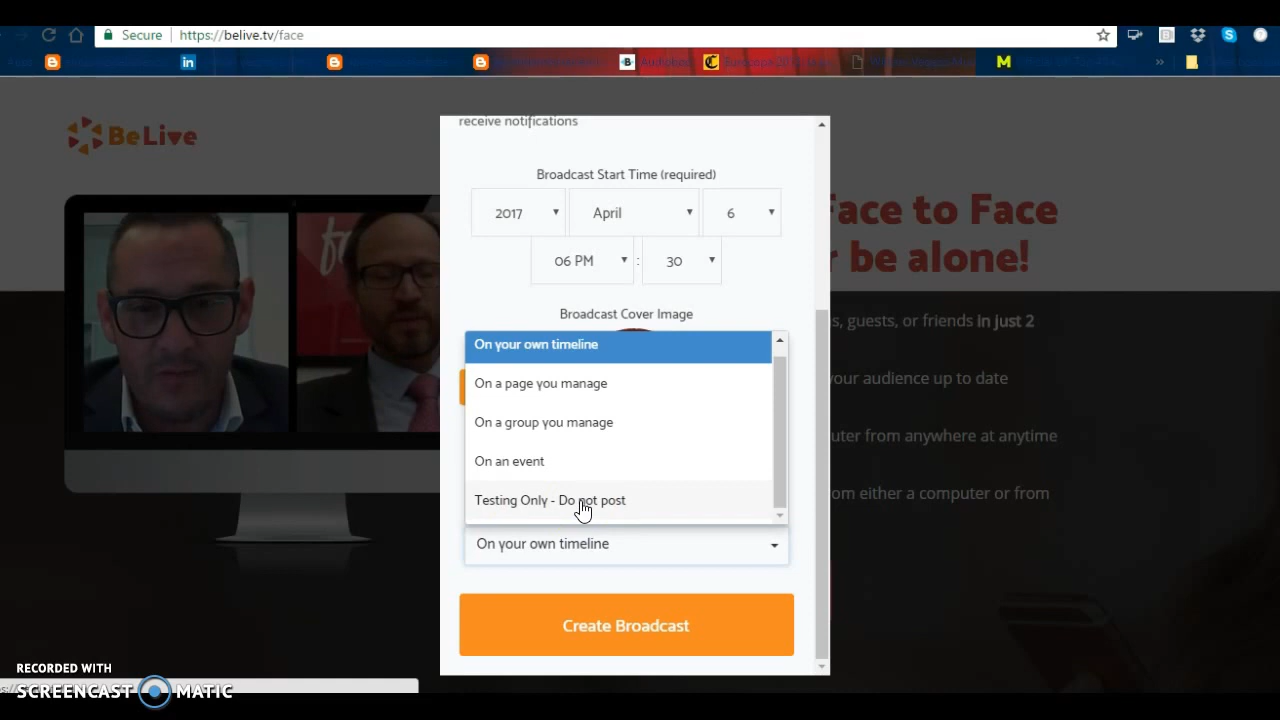 Secure
https://belive.tv/face
BeLive
receive notifications
Broadcast Start Time (required)
2017
April
6
06 PM
:
30
Broadcast Cover Image
On your own timeline
On a page you manage
On a group you manage
On an event
Testing Only - Do not post
On your own timeline
Create Broadcast
Face to Face
r be alone!
s, guests, or friends in just 2
your audience up to date
uter from anywhere at anytime
om either a computer or from
RECORDED WITH
SCREENCAST MATIC